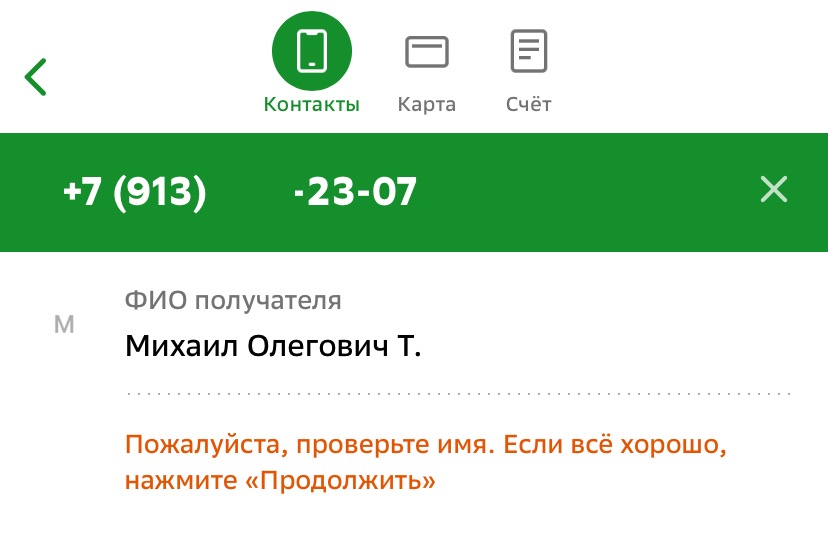 Контакты Карта Счёт
+7 (913) -23-07
ФИО получателя
М
Михаил Олегович Т.
Пожалуйста, проверьте имя. Если всё хорошо,
нажмите «Продолжить»